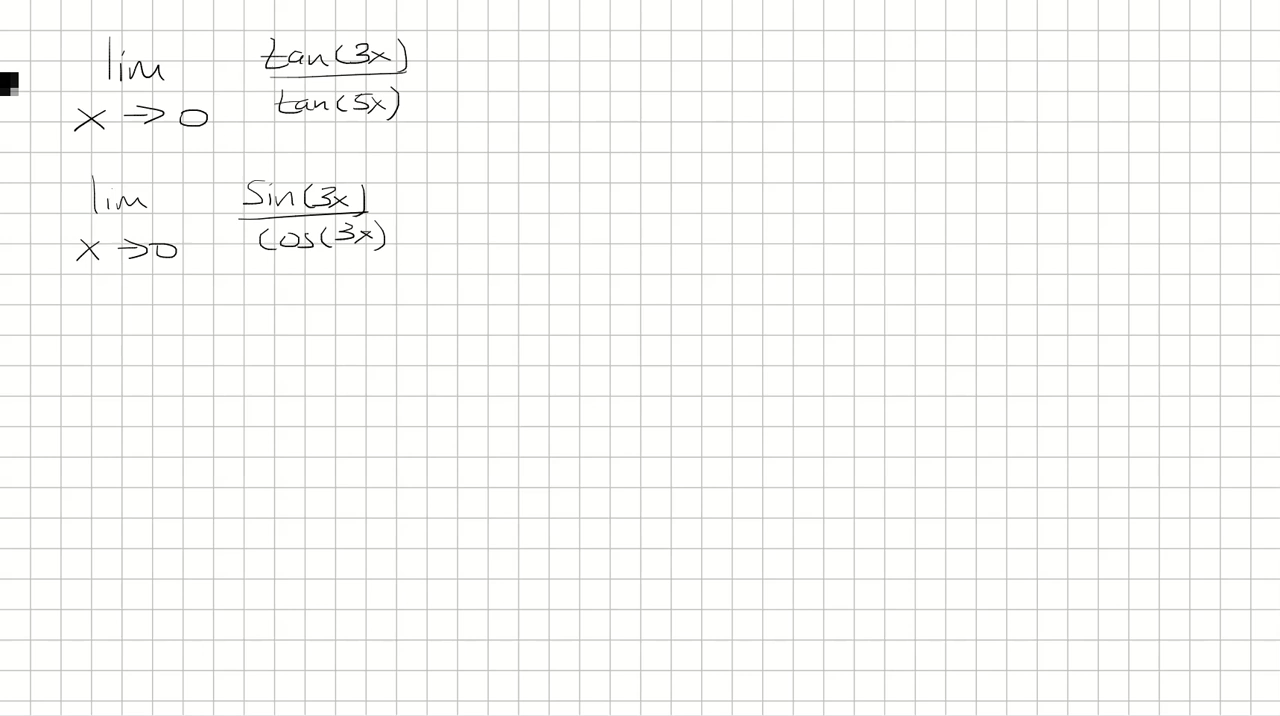 lim tan(3x)
x → 0 tan(5x)
lim sin(3x)
x → 0 cos(3x)